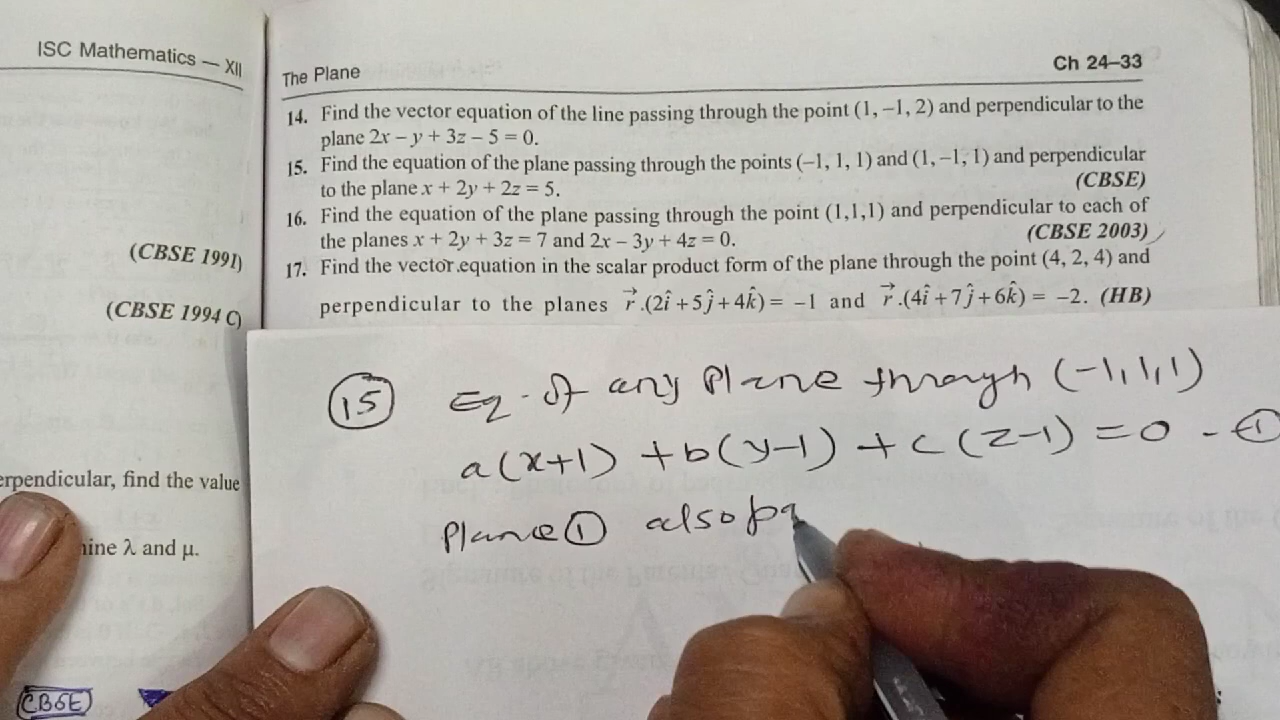 ISC Mathematics — XII
(CBSE 1991)
(CBSE 1994 C)
erpendicular, find the value
nine λ and μ.
CBSE
The Plane
Ch 24–33
14. Find the vector equation of the line passing through the point (1, −1, 2) and perpendicular to the
plane 2x − y + 3z − 5 = 0.
15. Find the equation of the plane passing through the points (−1, 1, 1) and (1, −1, 1) and perpendicular
to the plane x + 2y + 2z = 5. (CBSE)
16. Find the equation of the plane passing through the point (1,1,1) and perpendicular to each of
the planes x + 2y + 3z = 7 and 2x − 3y + 4z = 0. (CBSE 2003)
17. Find the vector equation in the scalar product form of the plane through the point (4, 2, 4) and
perpendicular to the planes r⃗.(2î + 5ĵ + 4k̂) = −1 and r⃗.(4î + 7ĵ + 6k̂) = −2. (HB)
⑮ Eq. of any Plane through (−1,1,1)
a(x+1) + b(y−1) + c(z−1) = 0 - ①
Plane ① also pa